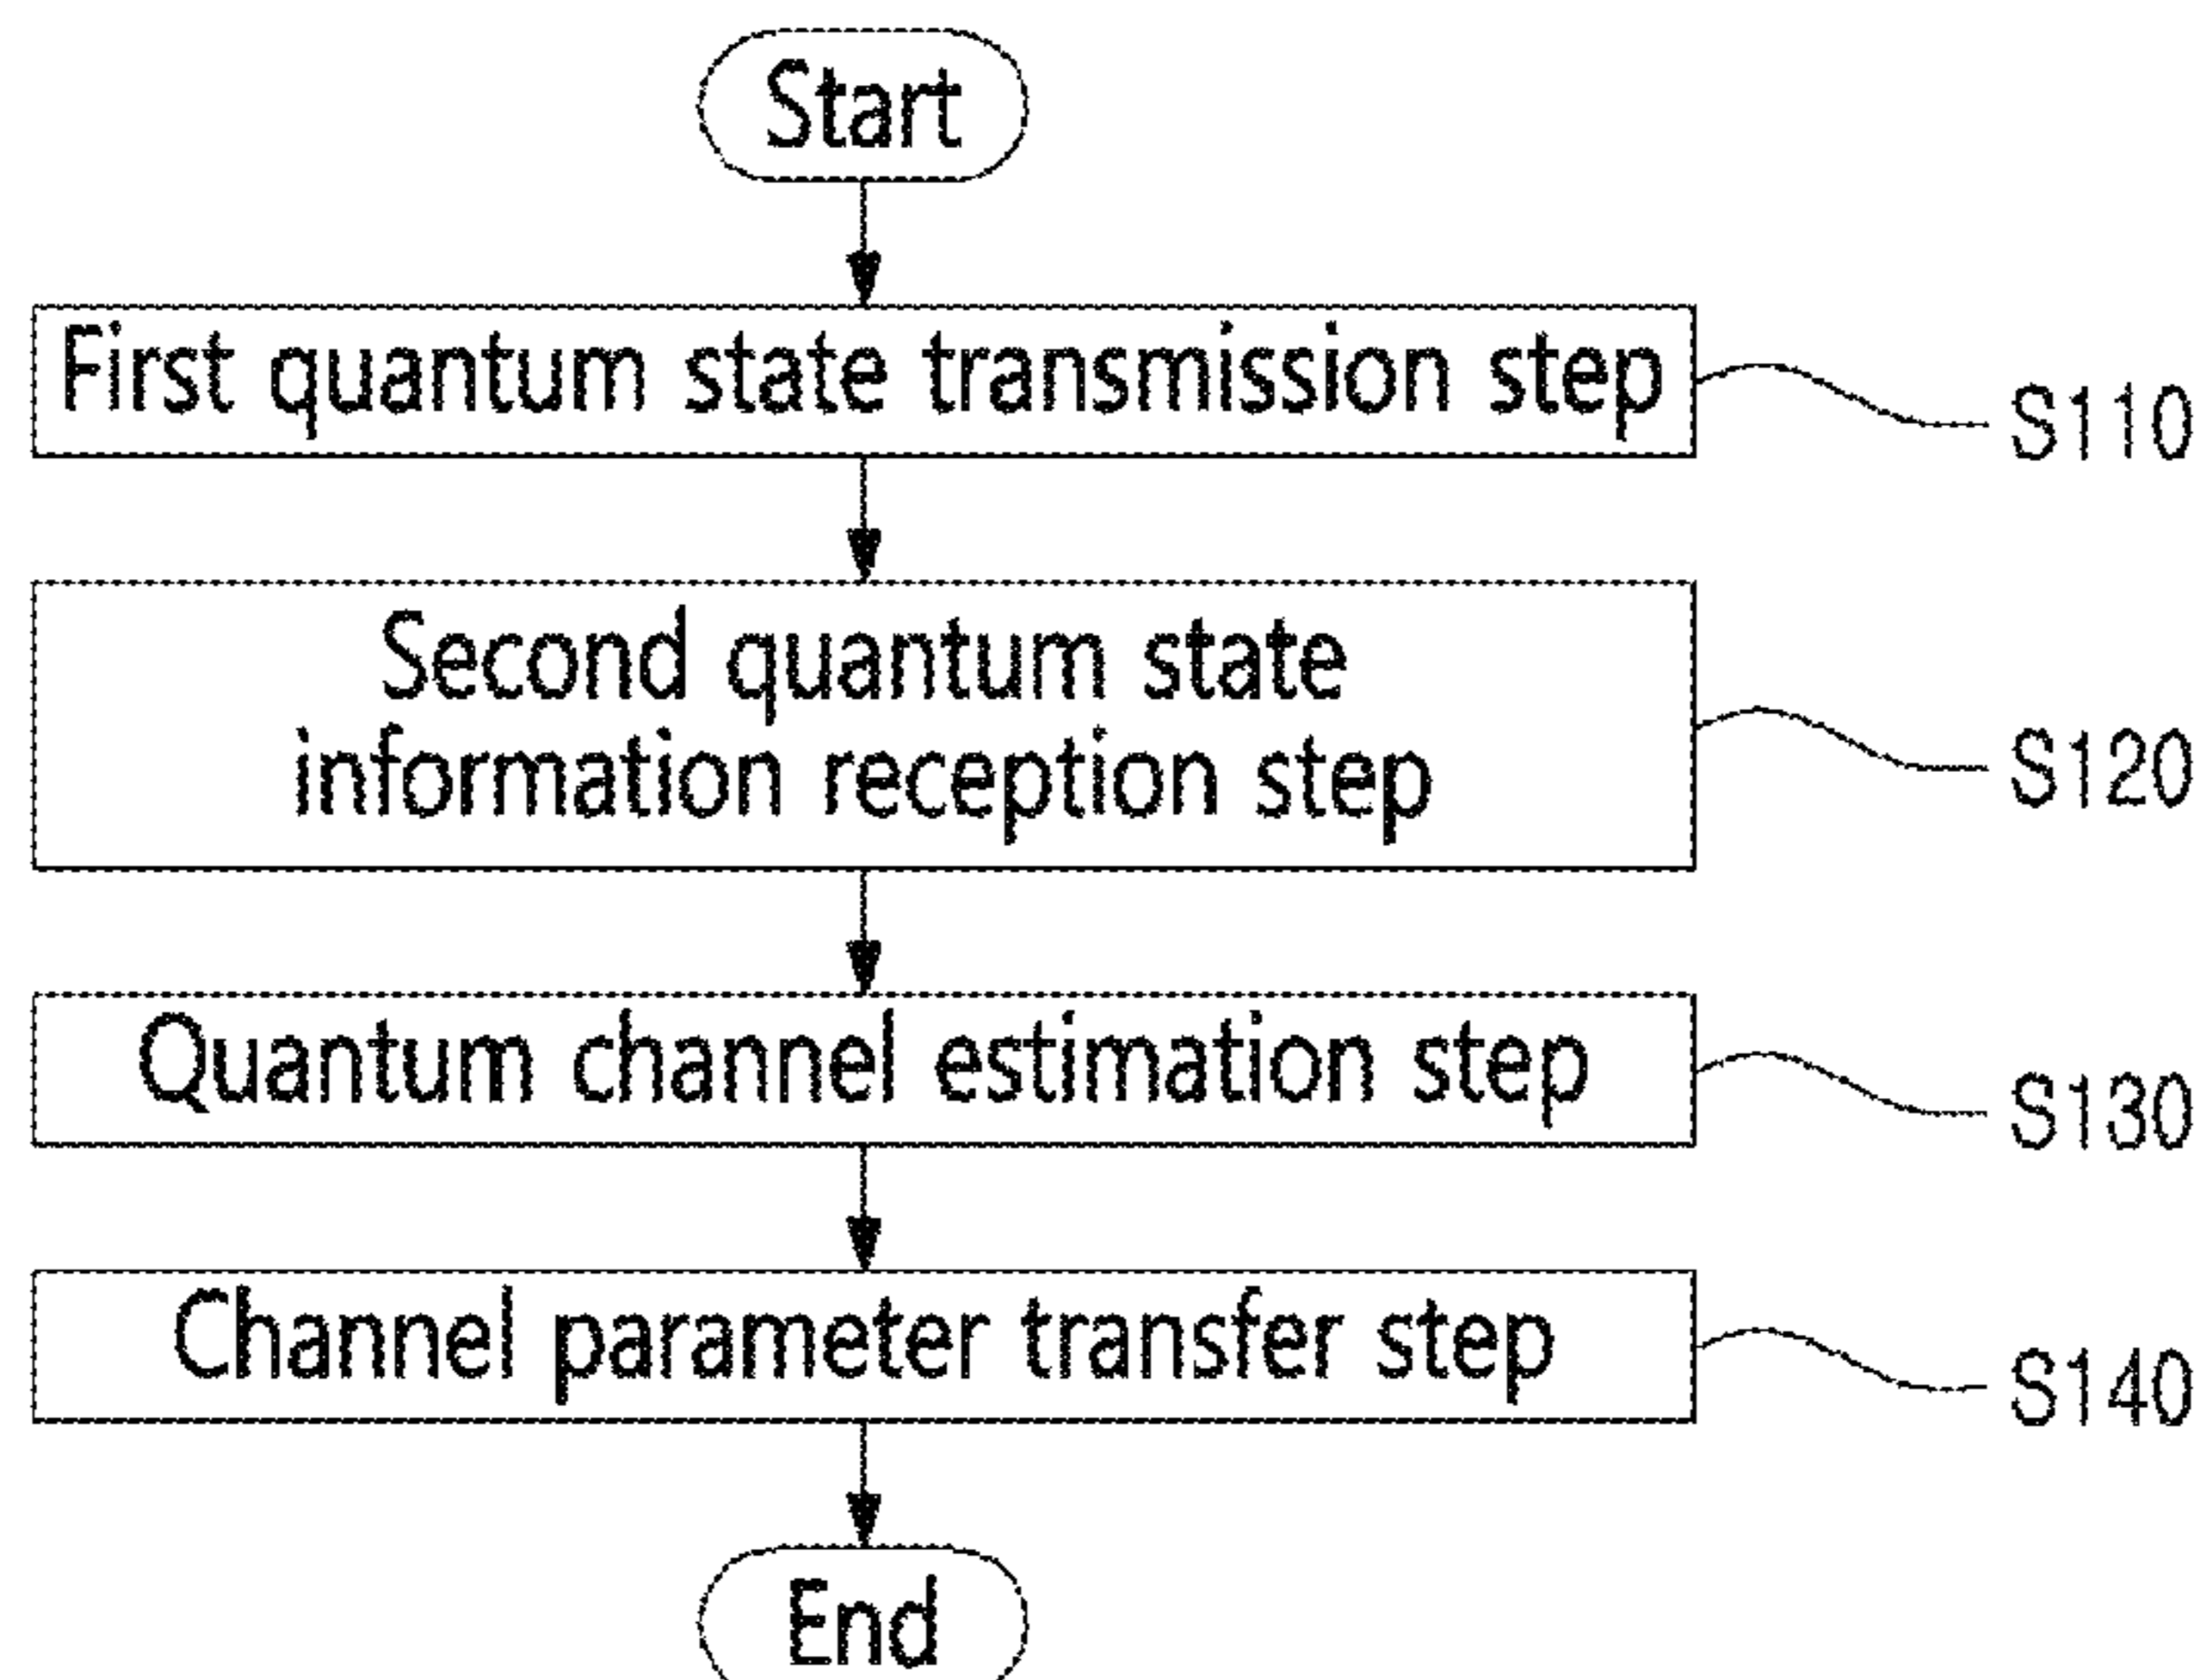 Start
First quantum state transmission step
S110
Second quantum state
information reception step
S120
Quantum channel estimation step
S130
Channel parameter transfer step
S140
End